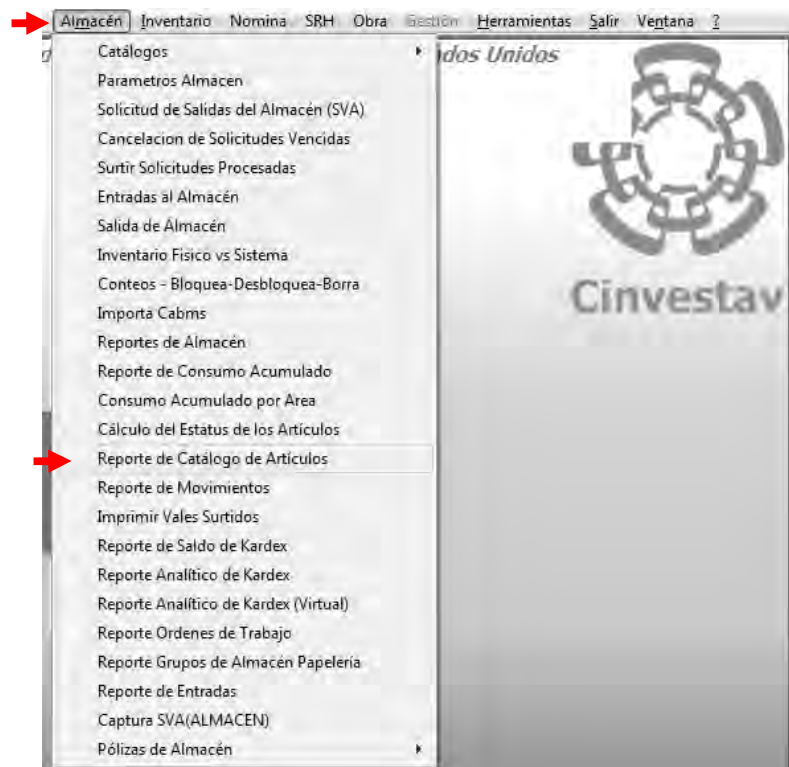 Almacén Inventario Nomina SRH Obra Gestión Herramientas Salir Ventana ?
dos Unidos
Catálogos
Parametros Almacen
Solicitud de Salidas del Almacén (SVA)
Cancelacion de Solicitudes Vencidas
Surtir Solicitudes Procesadas
Entradas al Almacén
Salida de Almacén
Inventario Fisico vs Sistema
Conteos - Bloquea-Desbloquea-Borra
Cinvestav
Importa Cabms
Reportes de Almacén
Reporte de Consumo Acumulado
Consumo Acumulado por Area
Cálculo del Estátus de los Artículos
Reporte de Catálogo de Artículos
Reporte de Movimientos
Imprimir Vales Surtidos
Reporte de Saldo de Kardex
Reporte Analítico de Kardex
Reporte Analítico de Kardex (Virtual)
Reporte Ordenes de Trabajo
Reporte Grupos de Almacén Papelería
Reporte de Entradas
Captura SVA(ALMACEN)
Pólizas de Almacén